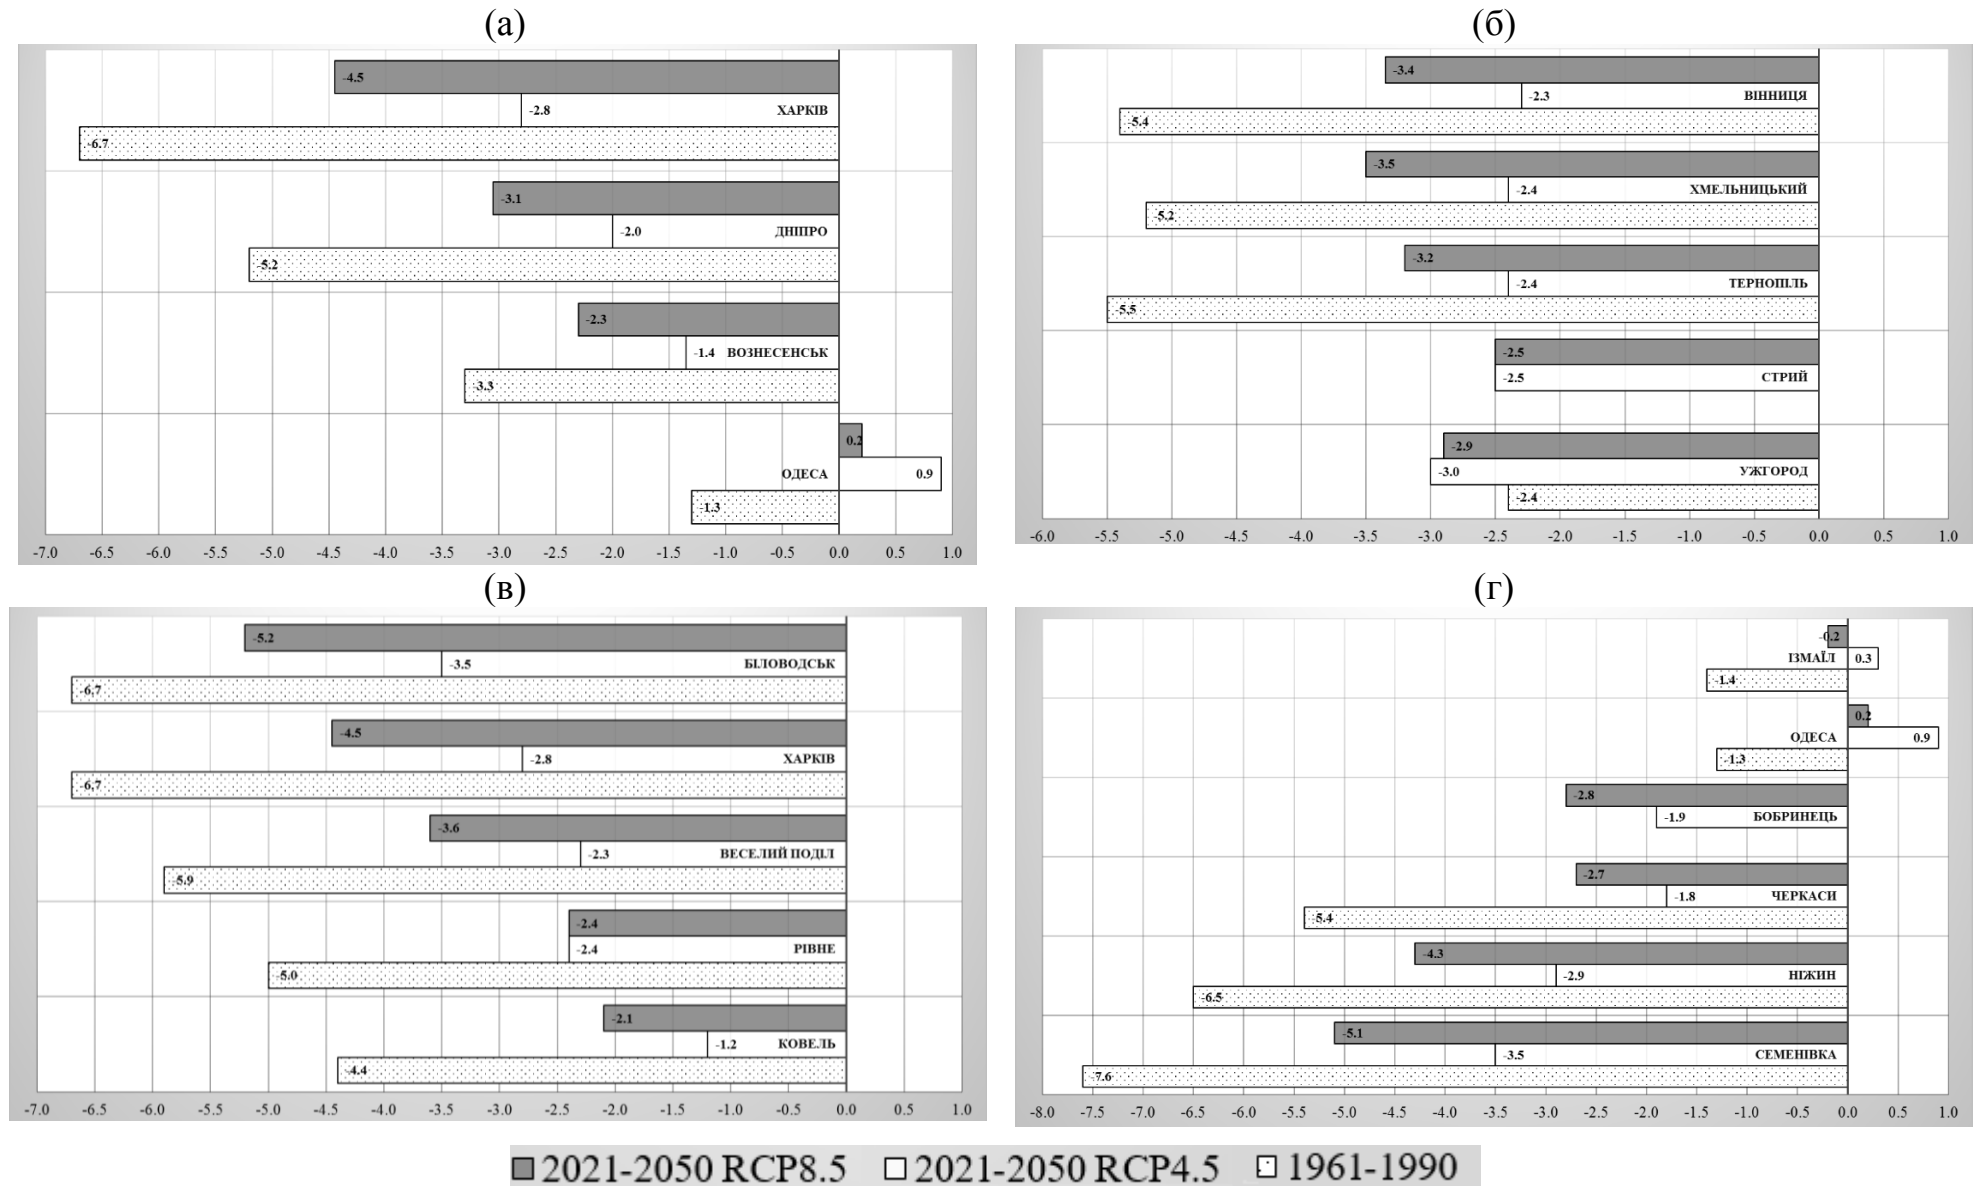 (а)
-4.5
-2.8 ХАРКІВ
-6.7
-3.1
-2.0 ДНІПРО
-5.2
-2.3
-1.4 ВОЗНЕСЕНСЬК
-3.3
0.2
ОДЕСА 0.9
-1.3
-7.0 -6.5 -6.0 -5.5 -5.0 -4.5 -4.0 -3.5 -3.0 -2.5 -2.0 -1.5 -1.0 -0.5 0.0 0.5 1.0
(б)
-3.4
-2.3 ВІННИЦЯ
-5.4
-3.5
-2.4 ХМЕЛЬНИЦЬКИЙ
-5.2
-3.2
-2.4 ТЕРНОПІЛЬ
-5.5
-2.5
-2.5 СТРИЙ
-2.9
-3.0 УЖГОРОД
-2.4
-6.0 -5.5 -5.0 -4.5 -4.0 -3.5 -3.0 -2.5 -2.0 -1.5 -1.0 -0.5 0.0 0.5 1.0
(в)
-5.2
-3.5 БІЛОВОДСЬК
-6.7
-4.5
-2.8 ХАРКІВ
-6.7
-3.6
-2.3 ВЕСЕЛИЙ ПОДІЛ
-5.9
-2.4
-2.4 РІВНЕ
-5.0
-2.1
-1.2 КОВЕЛЬ
-4.4
-7.0 -6.5 -6.0 -5.5 -5.0 -4.5 -4.0 -3.5 -3.0 -2.5 -2.0 -1.5 -1.0 -0.5 0.0 0.5 1.0
(г)
-0.2
ІЗМАЇЛ 0.3
-1.4
0.2
ОДЕСА 0.9
-1.3
-2.8
-1.9 БОБРИНЕЦЬ
-2.7
-1.8 ЧЕРКАСИ
-5.4
-4.3
-2.9 НІЖИН
-6.5
-5.1
-3.5 СЕМЕНІВКА
-7.6
-8.0 -7.5 -7.0 -6.5 -6.0 -5.5 -5.0 -4.5 -4.0 -3.5 -3.0 -2.5 -2.0 -1.5 -1.0 -0.5 0.0 0.5 1.0
2021-2050 RCP8.5 2021-2050 RCP4.5 1961-1990